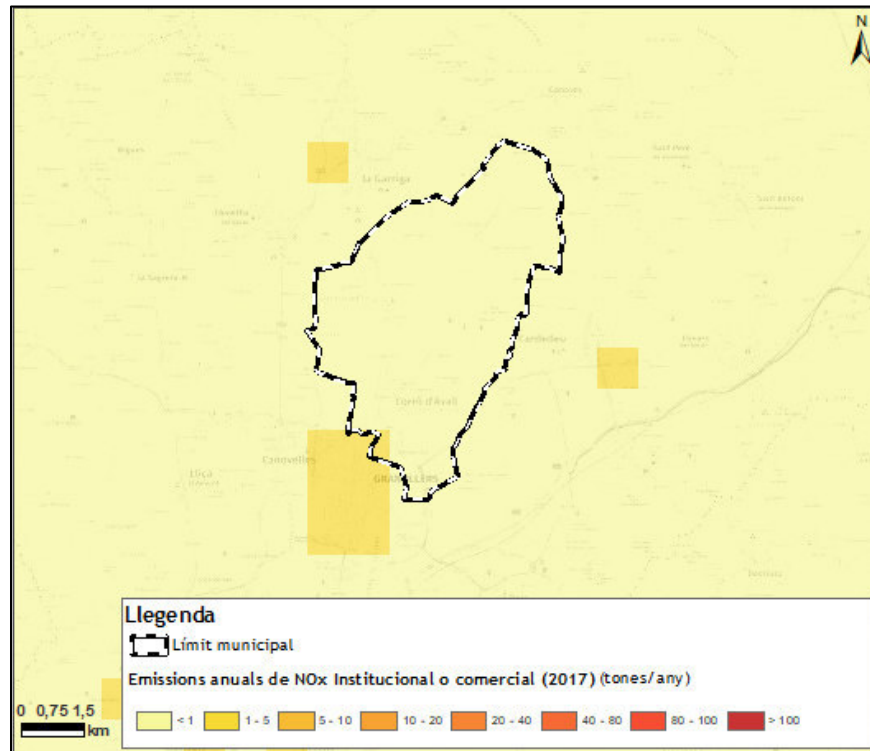 N
Canovelles
GRANOLLERS
Corró d'Avall
Cardedeu
la Garriga
Lliçà
Llegenda
Límit municipal
Emissions anuals de NOx Institucional o comercial (2017) (tones/any)
0 0,75 1,5
km
< 1
1 - 5
5 - 10
10 - 20
20 - 40
40 - 80
80 - 100
> 100